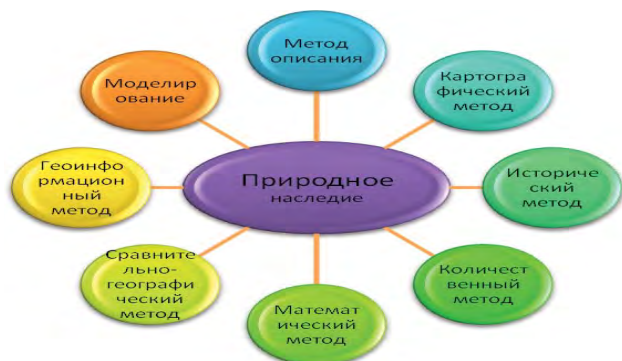 Метод
описания
Картогра
фический
метод
Историче
ский
метод
Количест
венный
метод
Математ
ический
метод
Сравните
льно-
географи
ческий
метод
Геоинфо
рмацион
ный
метод
Моделир
ование
Природное
наследие